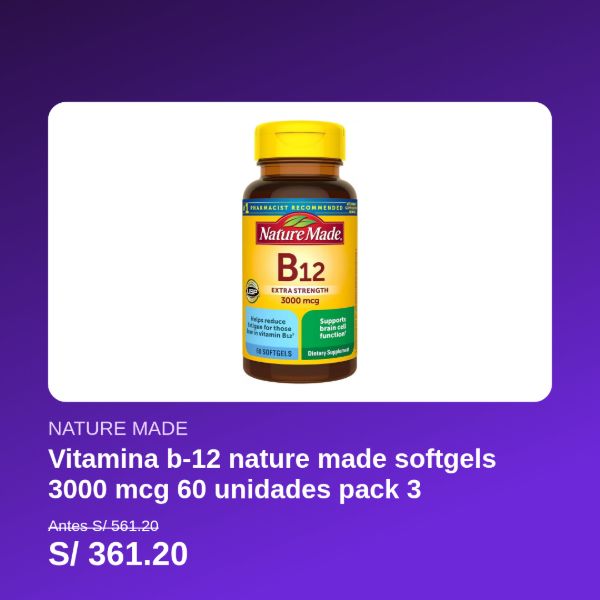 #1 PHARMACIST RECOMMENDED
Nature Made
B12
EXTRA STRENGTH
3000 mcg
USP
Helps reduce
fatigue for those
low in vitamin B12†
Supports
brain cell
function†
60 SOFTGELS
Dietary Supplement
NATURE MADE
Vitamina b-12 nature made softgels
3000 mcg 60 unidades pack 3
Antes S/ 561.20
S/ 361.20